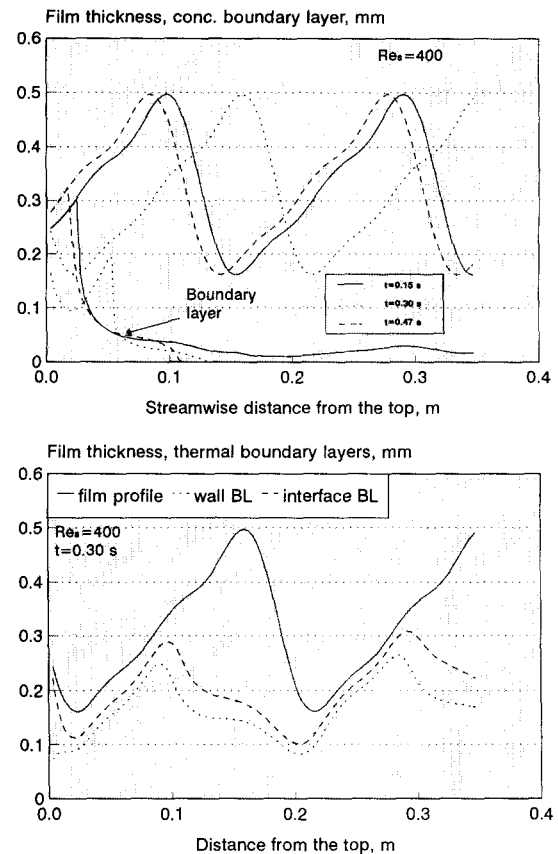 Film thickness, conc. boundary layer, mm
0.6
Reₛ=400
0.5
0.4
0.3
0.2
t=0.15 s
t=0.30 s
t=0.47 s
0.1
Boundary
layer
0
0.0 0.1 0.2 0.3 0.4
Streamwise distance from the top, m
Film thickness, thermal boundary layers, mm
0.6
film profile wall BL interface BL
0.5
Reₛ=400
t=0.30 s
0.4
0.3
0.2
0.1
0
0.0 0.1 0.2 0.3 0.4
Distance from the top, m